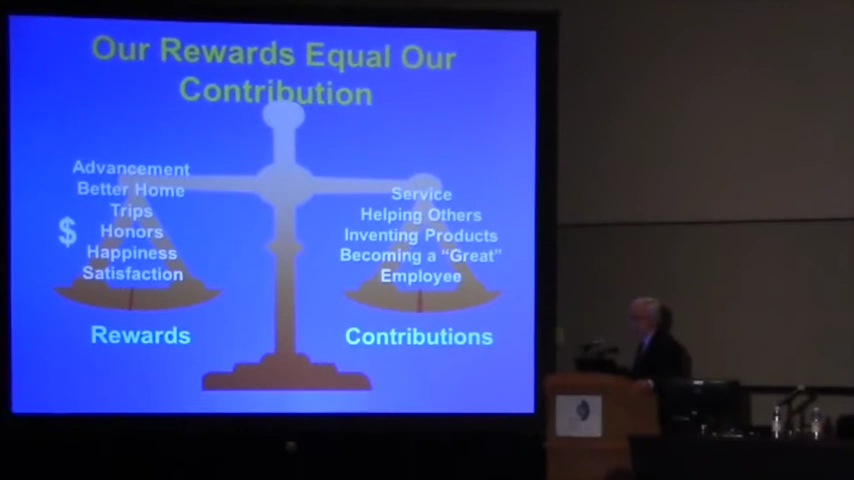 Our Rewards Equal Our
Contribution
Advancement
Better Home
Trips
$
Honors
Happiness
Satisfaction
Rewards
Service
Helping Others
Inventing Products
Becoming a “Great”
Employee
Contributions